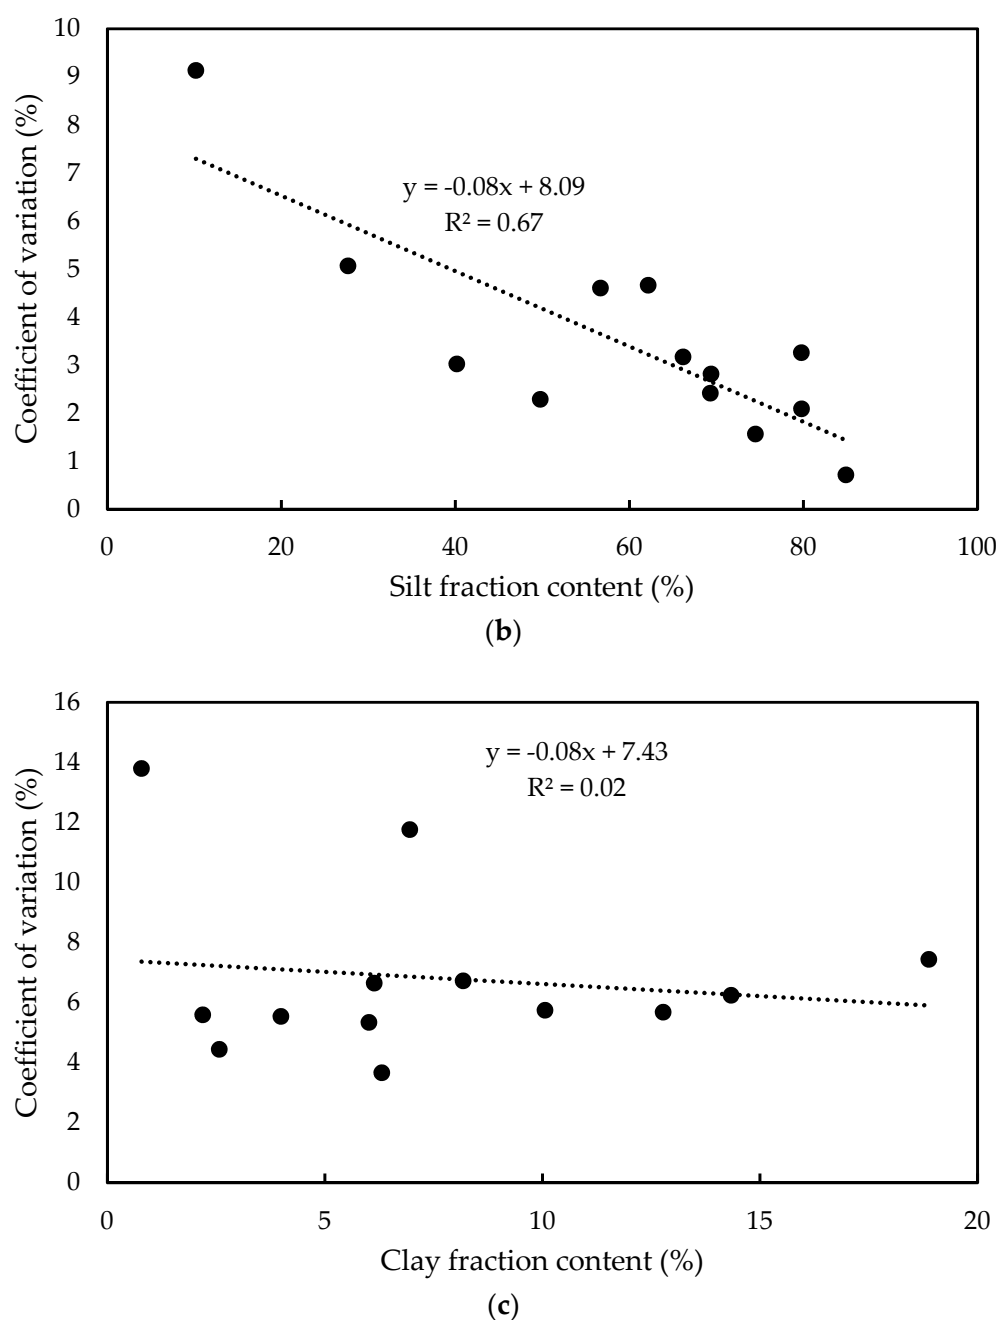 10
9
8
7
6
5
4
3
2
1
0
Coefficient of variation (%)
y = -0.08x + 8.09
R² = 0.67
0 20 40 60 80 100
Silt fraction content (%)
(b)
16
14
12
10
8
6
4
2
0
Coefficient of variation (%)
y = -0.08x + 7.43
R² = 0.02
0 5 10 15 20
Clay fraction content (%)
(c)